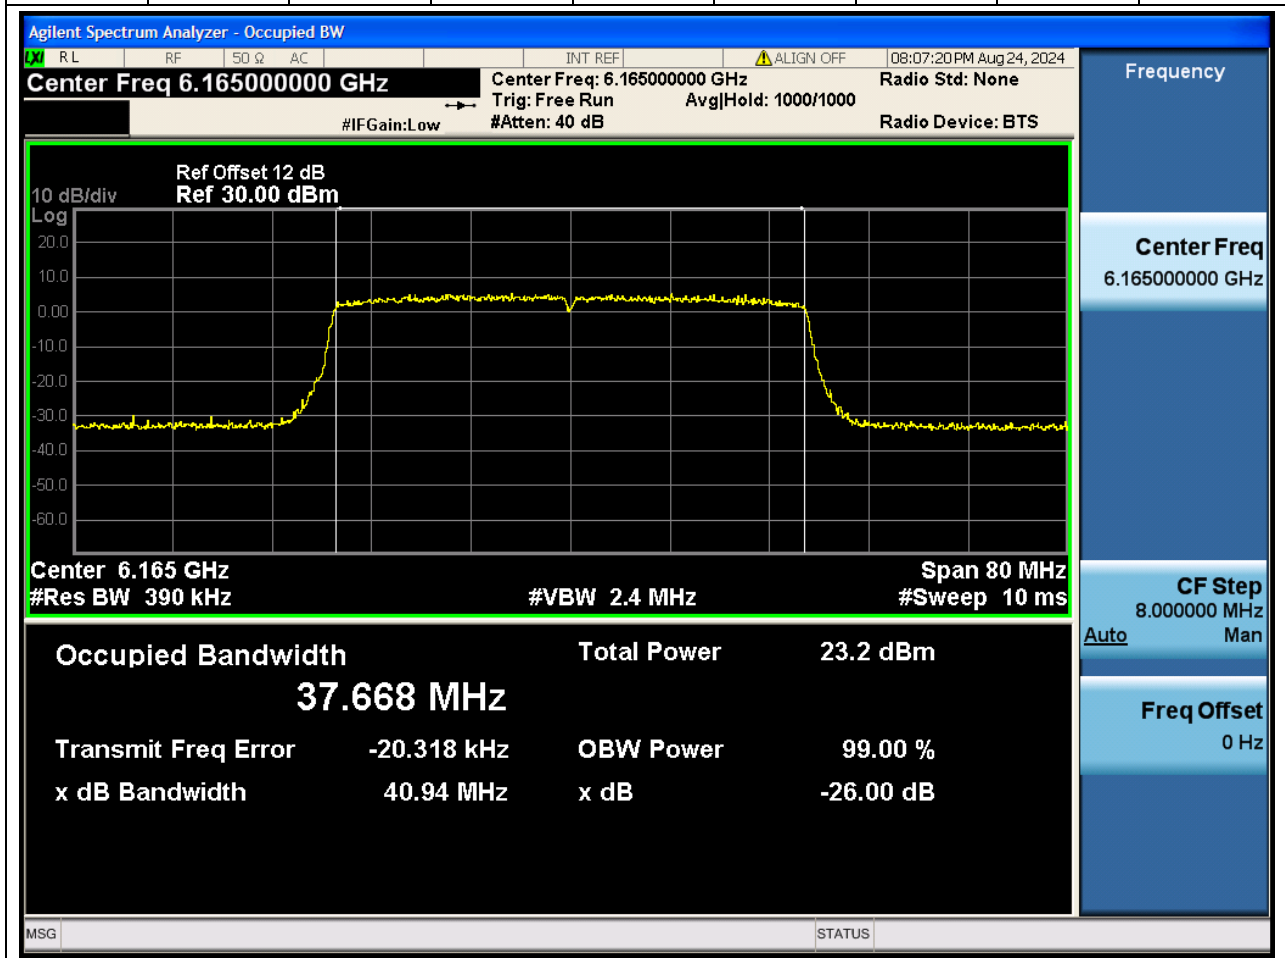 Agilent Spectrum Analyzer - Occupied BW
LXI RL RF 50 Ω AC INT REF ALIGN OFF 08:07:20 PM Aug 24, 2024
Center Freq 6.165000000 GHz
Center Freq: 6.165000000 GHz
Radio Std: None
Trig: Free Run Avg|Hold: 1000/1000
#IFGain:Low
#Atten: 40 dB
Radio Device: BTS
Ref Offset 12 dB
10 dB/div Ref 30.00 dBm
Log
20.0
10.0
0.00
-10.0
-20.0
-30.0
-40.0
-50.0
-60.0
Center 6.165 GHz Span 80 MHz
#Res BW 390 kHz #VBW 2.4 MHz #Sweep 10 ms
Occupied Bandwidth Total Power 23.2 dBm
37.668 MHz
Transmit Freq Error -20.318 kHz OBW Power 99.00 %
x dB Bandwidth 40.94 MHz x dB -26.00 dB
Frequency
Center Freq
6.165000000 GHz
CF Step
8.000000 MHz
Auto Man
Freq Offset
0 Hz
MSG STATUS